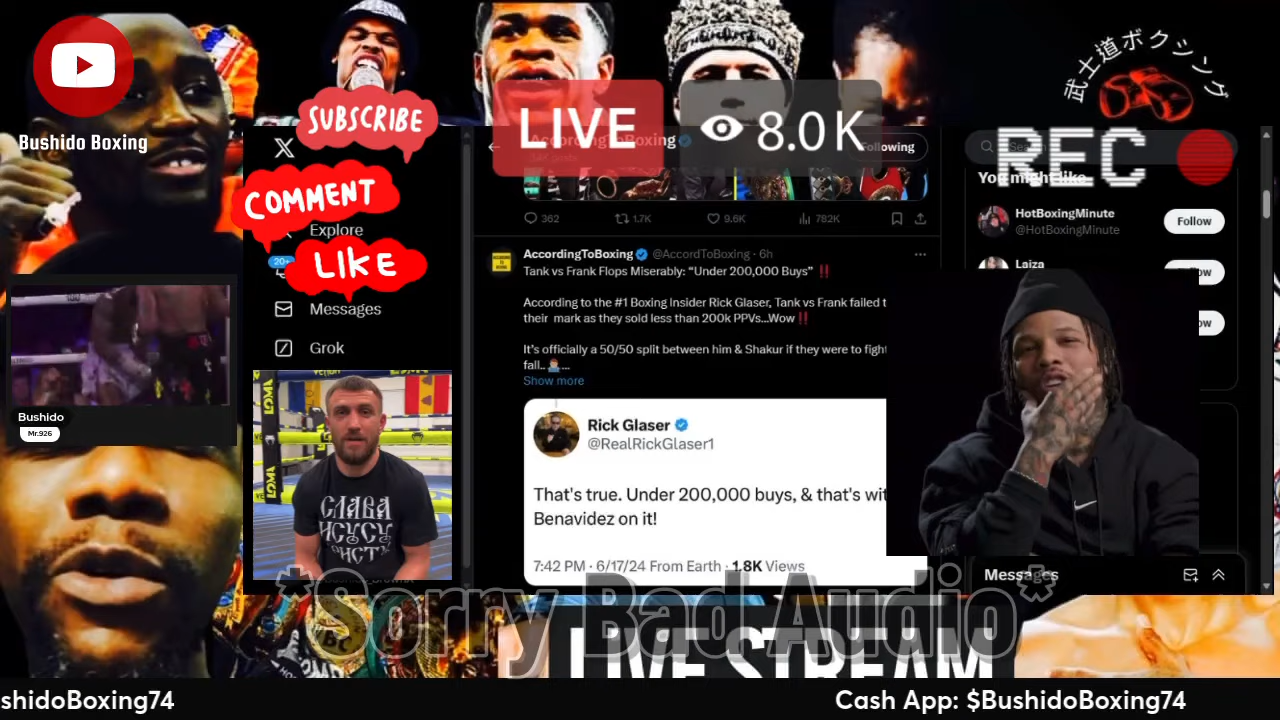 Bushido Boxing
SUBSCRIBE
COMMENT
LIKE
LIVE
8.0K
武士道ボクシング
REC
Following
You might like
HotBoxingMinute
@HotBoxingMinute
Follow
Laiza
Explore
20+
Messages
Grok
362
1.7K
9.6K
782K
AccordingToBoxing @AccordToBoxing · 6h
Tank vs Frank Flops Miserably: “Under 200,000 Buys” ‼️
According to the #1 Boxing Insider Rick Glaser, Tank vs Frank failed t
their mark as they sold less than 200k PPVs...Wow ‼️
It's officially a 50/50 split between him & Shakur if they were to fight
fall.. ...
Show more
Rick Glaser
@RealRickGlaser1
That's true. Under 200,000 buys, & that's wit
Benavidez on it!
7:42 PM · 6/17/24 From Earth · 1.8K Views
Bushido
Mr.926
LOMA
СЛАВА
ИСУСУ
Messages
*Sorry Bad Audio*
LIVE STREAM
shidoBoxing74
Cash App: $BushidoBoxing74